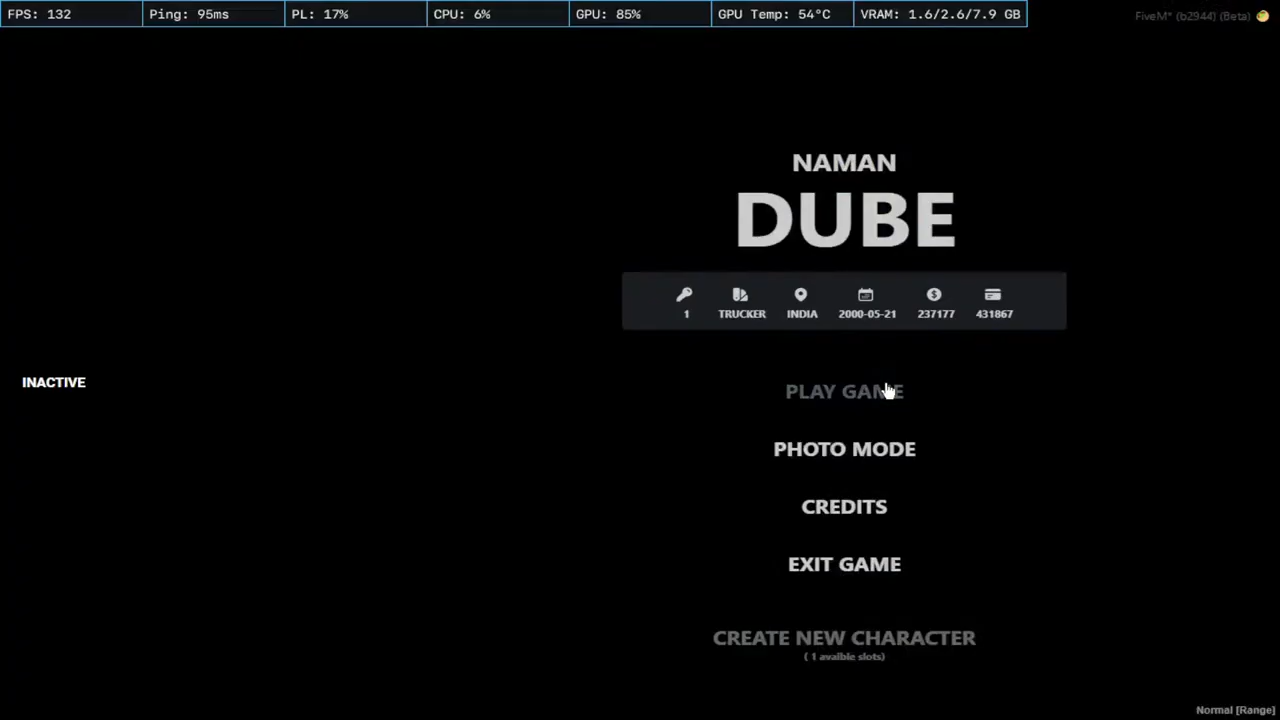 FPS: 132 Ping: 95ms PL: 17% CPU: 6% GPU: 85% GPU Temp: 54°C VRAM: 1.6/2.6/7.9 GB
FiveM* (b2944) (Beta)
NAMAN
DUBE
1 TRUCKER INDIA 2000-05-21 237177 431867
INACTIVE
PLAY GAME
PHOTO MODE
CREDITS
EXIT GAME
CREATE NEW CHARACTER
( 1 avaible slots)
Normal [Range]